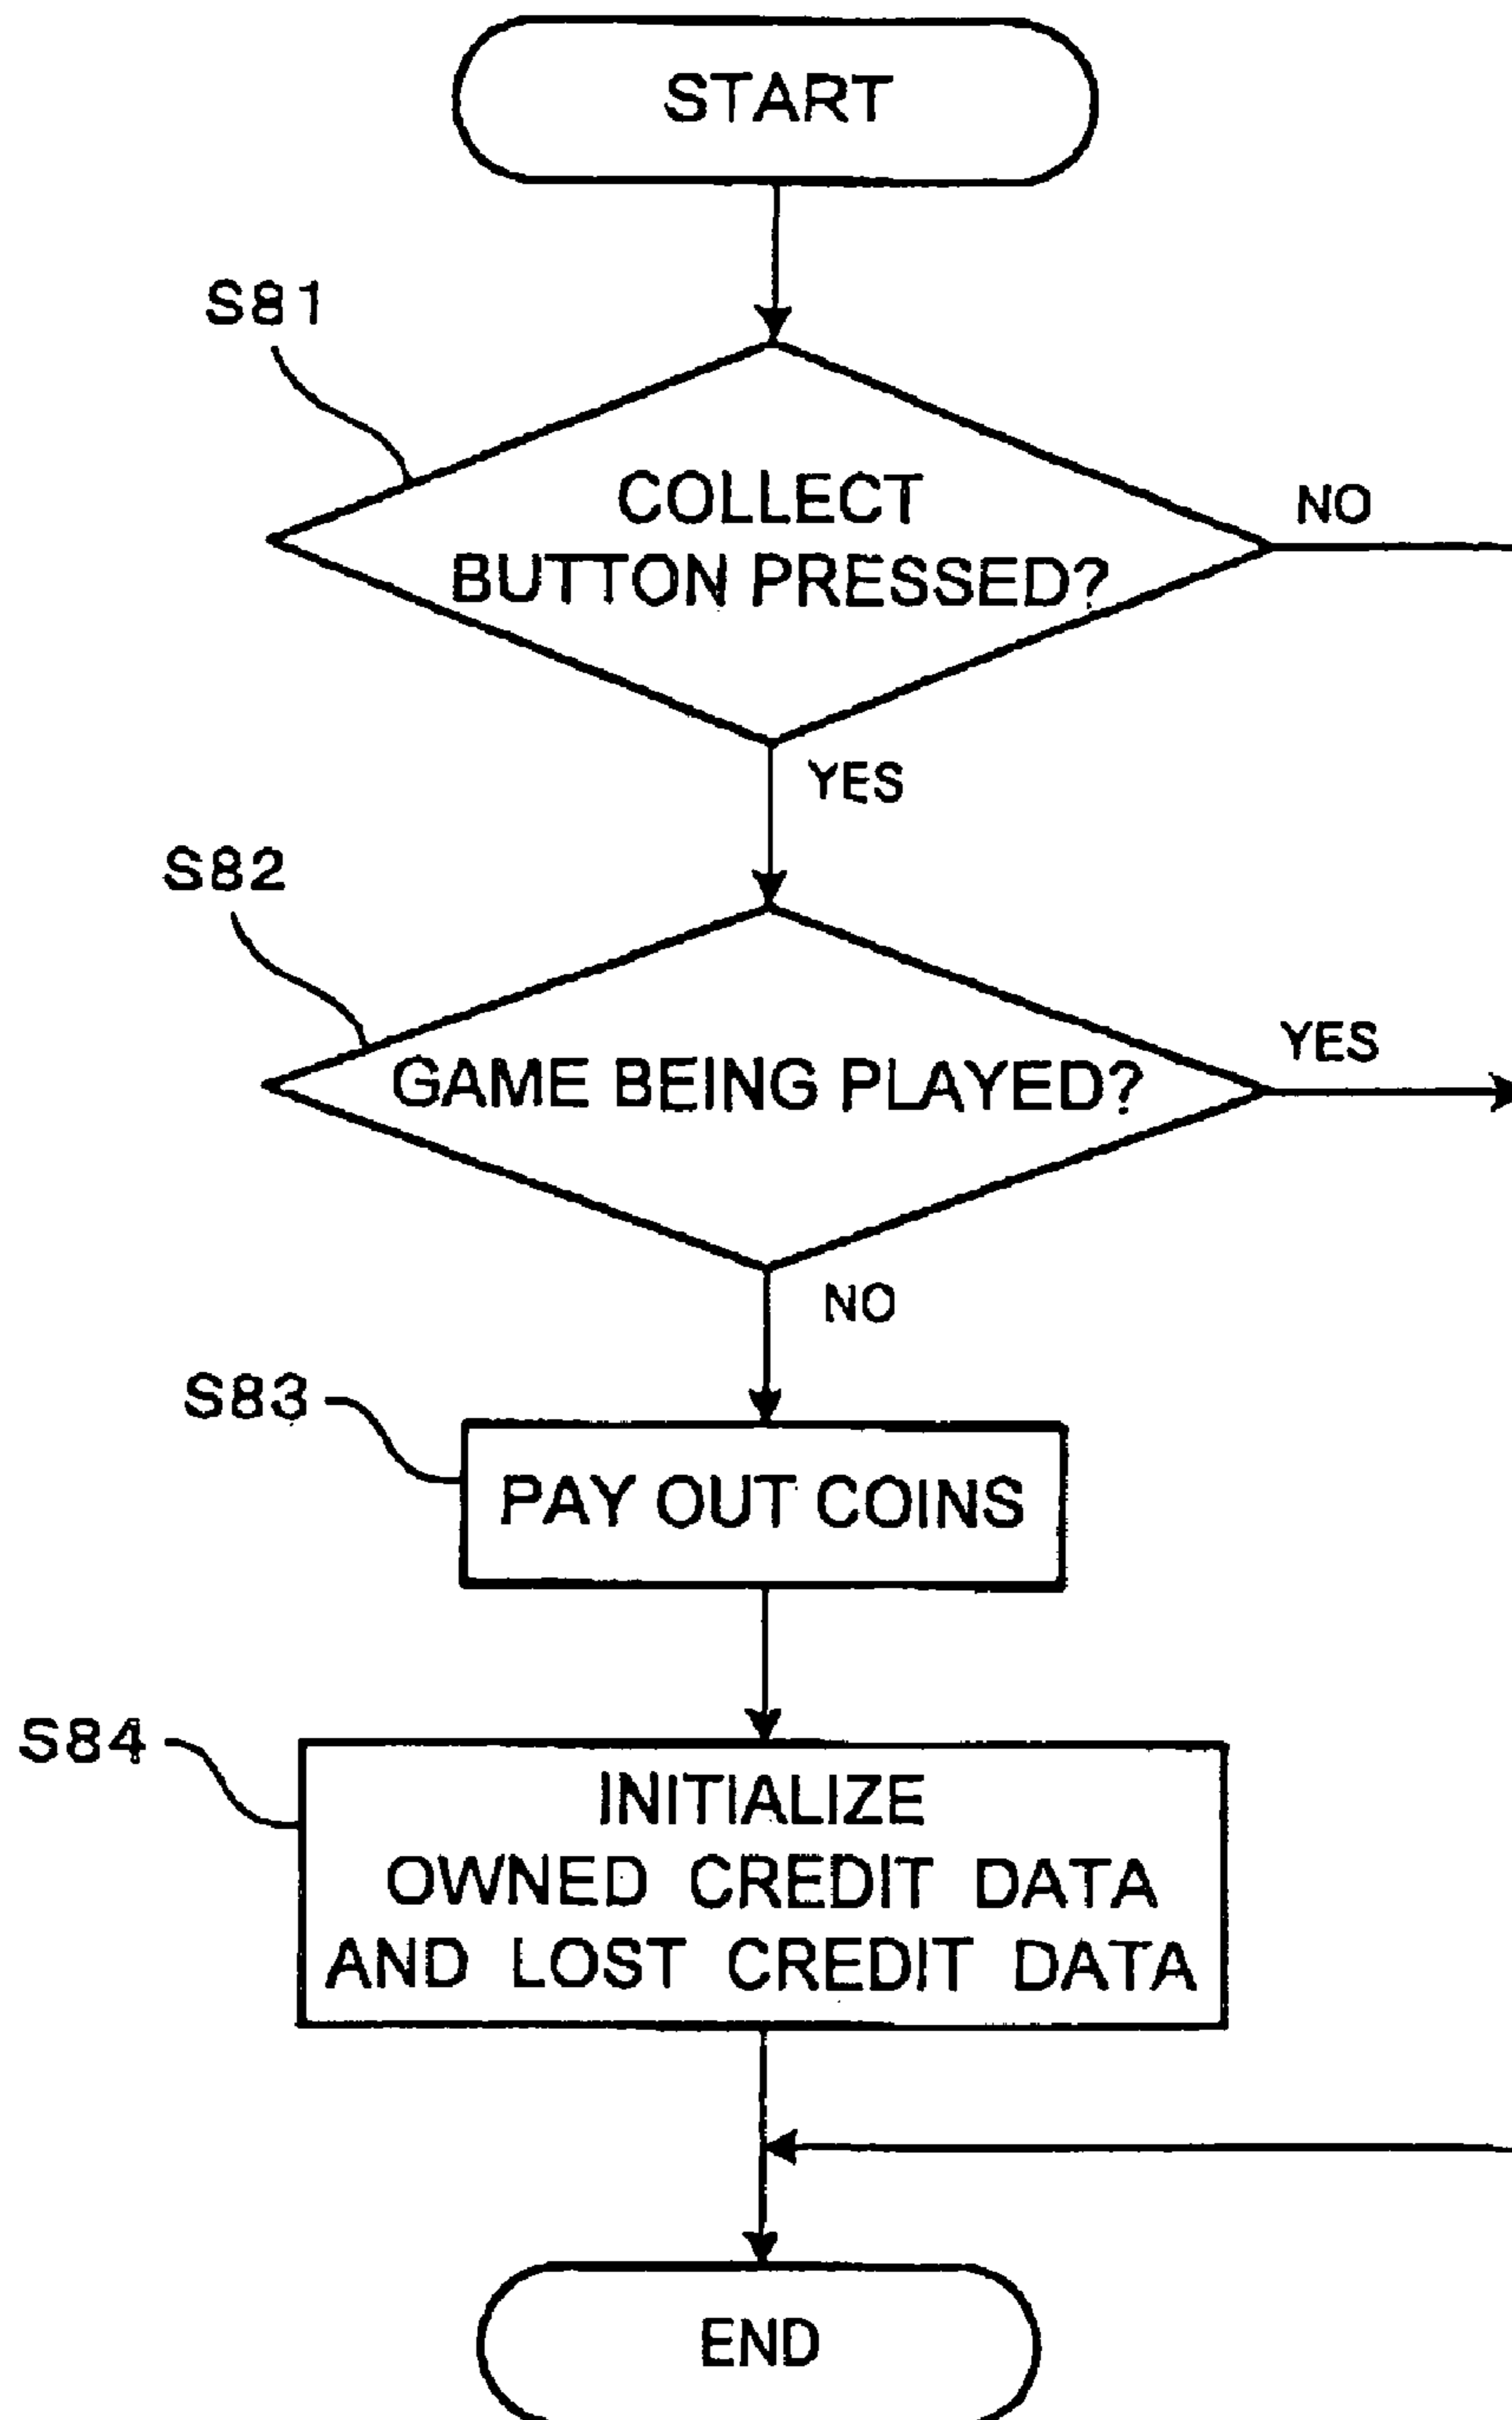 START
S81
COLLECT
BUTTON PRESSED?
NO
YES
S82
GAME BEING PLAYED?
YES
NO
S83
PAY OUT COINS
S84
INITIALIZE
OWNED CREDIT DATA
AND LOST CREDIT DATA
END